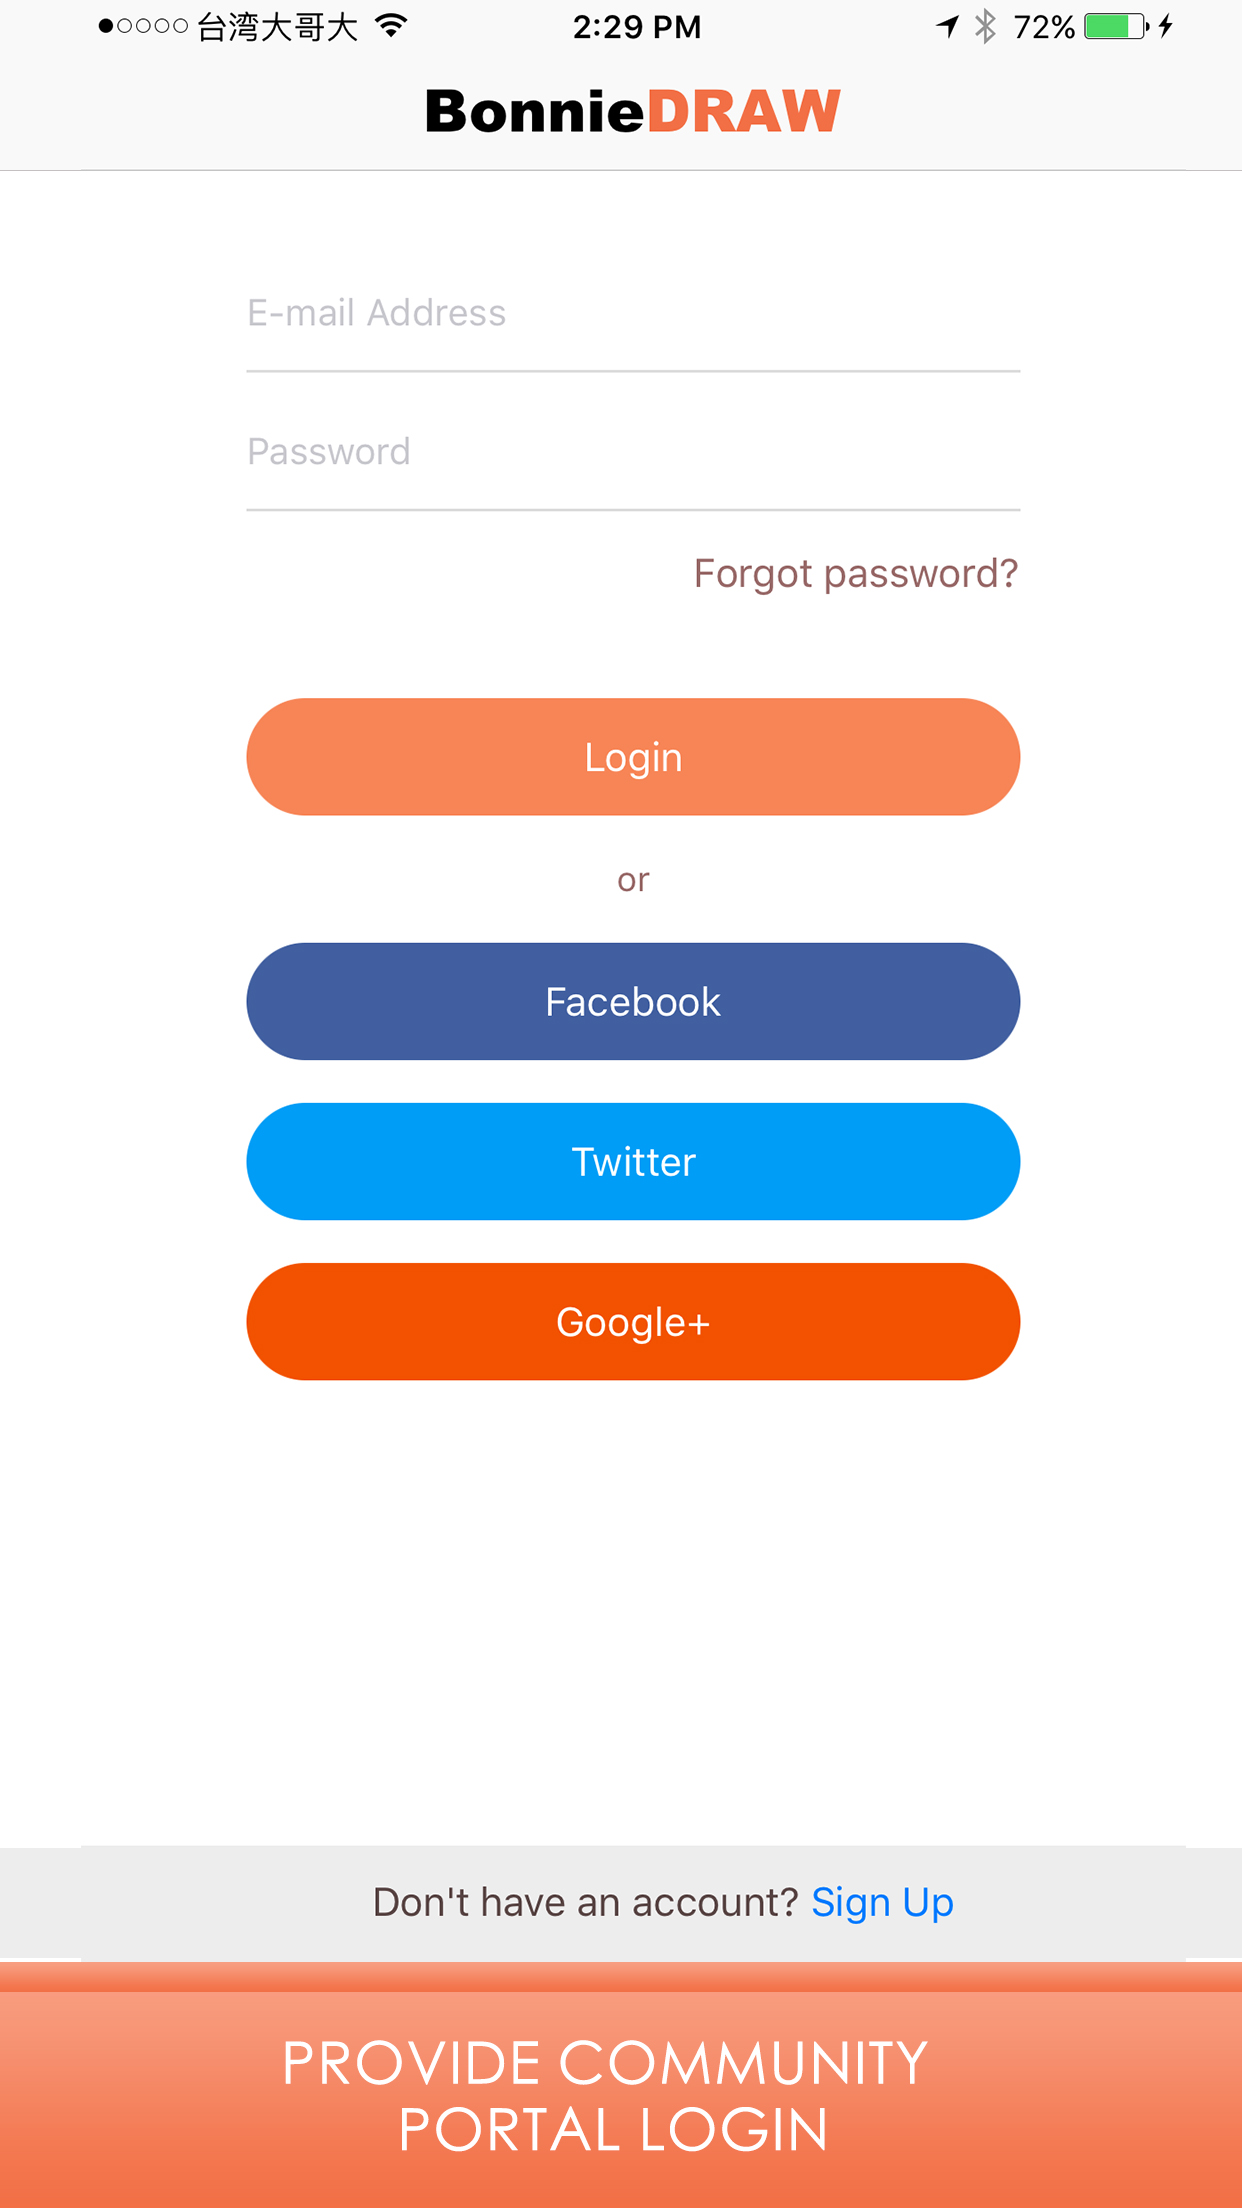 台湾大哥大 2:29 PM 72%
BonnieDRAW
E-mail Address
Password
Forgot password?
Login
or
Facebook
Twitter
Google+
Don't have an account? Sign Up
PROVIDE COMMUNITY
PORTAL LOGIN